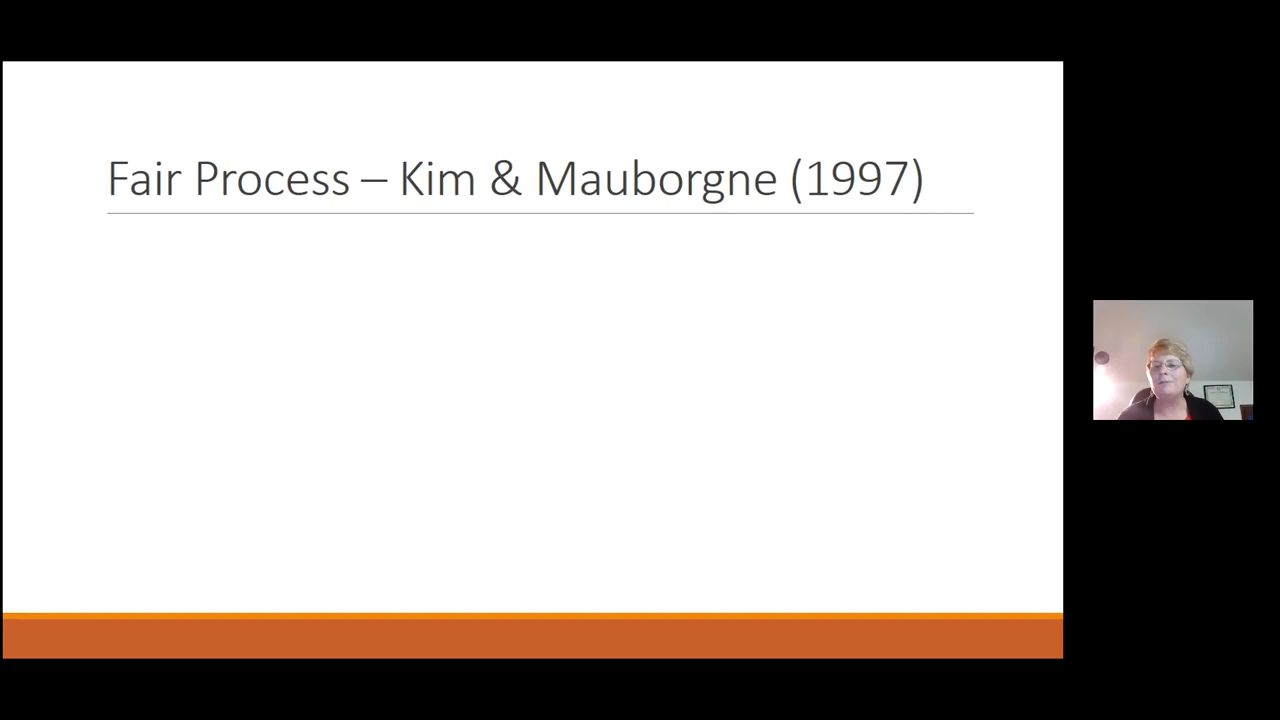 Fair Process – Kim & Mauborgne (1997)